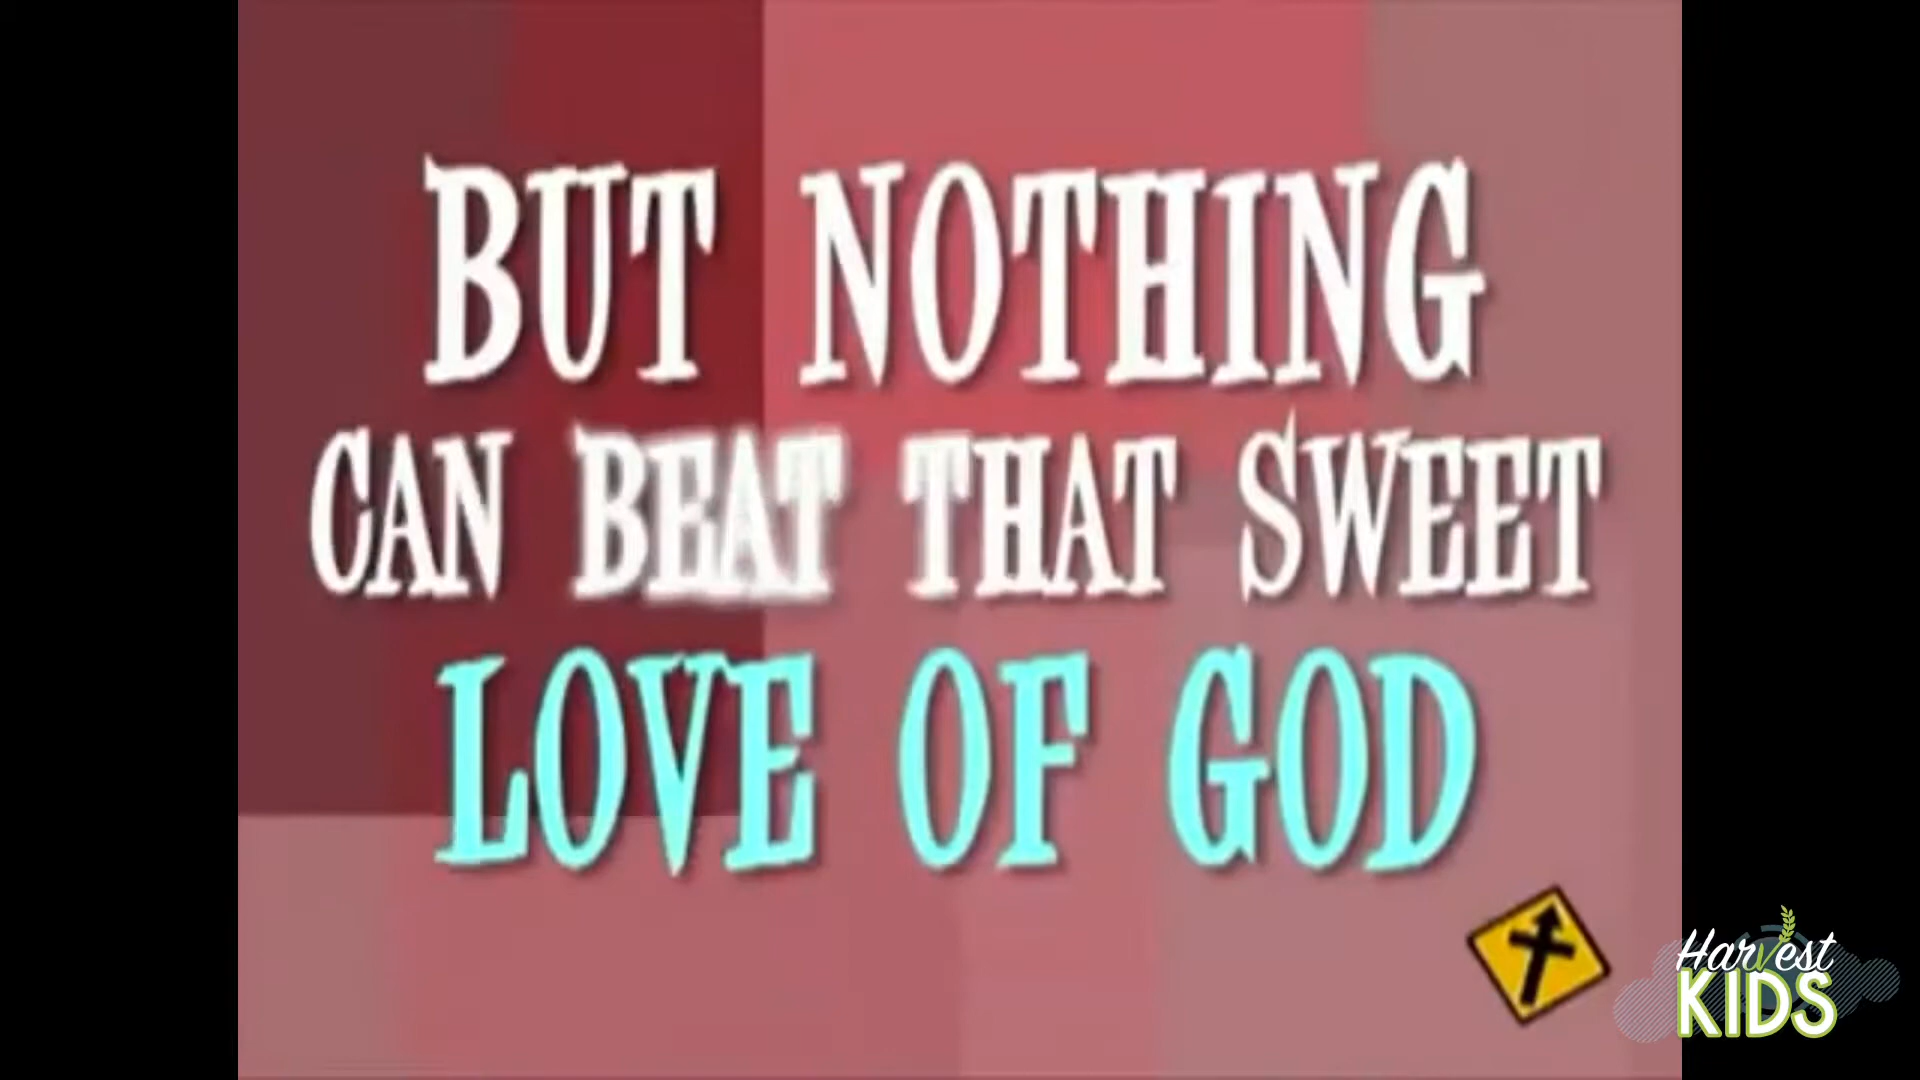 BUT NOTHING
CAN BEAT THAT SWEET
LOVE OF GOD
Harvest
KIDS